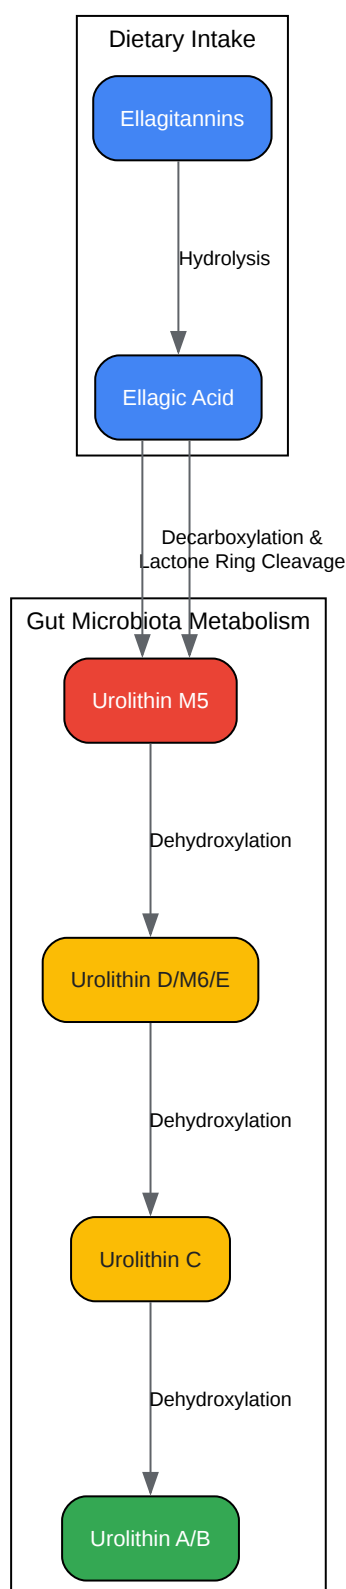 Dietary Intake
Ellagitannins
Hydrolysis
Ellagic Acid
Decarboxylation &
Lactone Ring Cleavage
Gut Microbiota Metabolism
Urolithin M5
Dehydroxylation
Urolithin D/M6/E
Dehydroxylation
Urolithin C
Dehydroxylation
Urolithin A/B